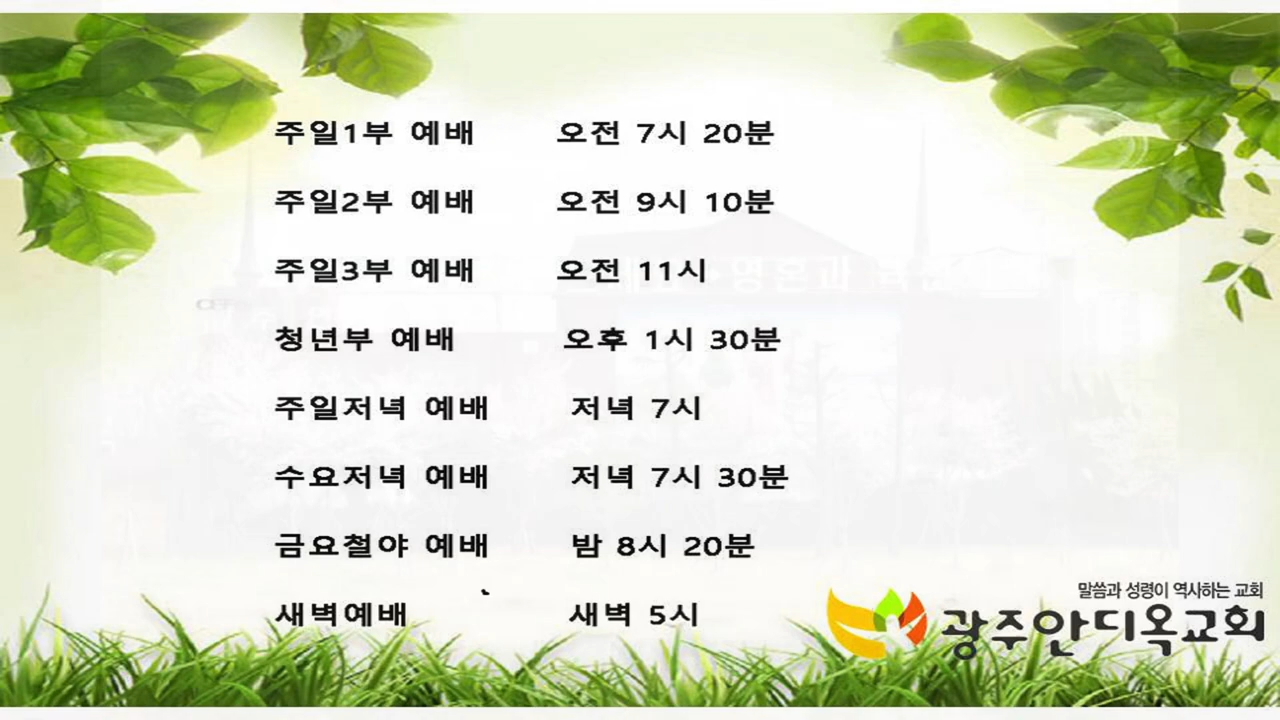 주일1부 예배 오전 7시 20분
주일2부 예배 오전 9시 10분
주일3부 예배 오전 11시
청년부 예배 오후 1시 30분
주일저녁 예배 저녁 7시
수요저녁 예배 저녁 7시 30분
금요철야 예배 밤 8시 20분
새벽예배 새벽 5시
말씀과 성령이 역사하는 교회
광주안디옥교회